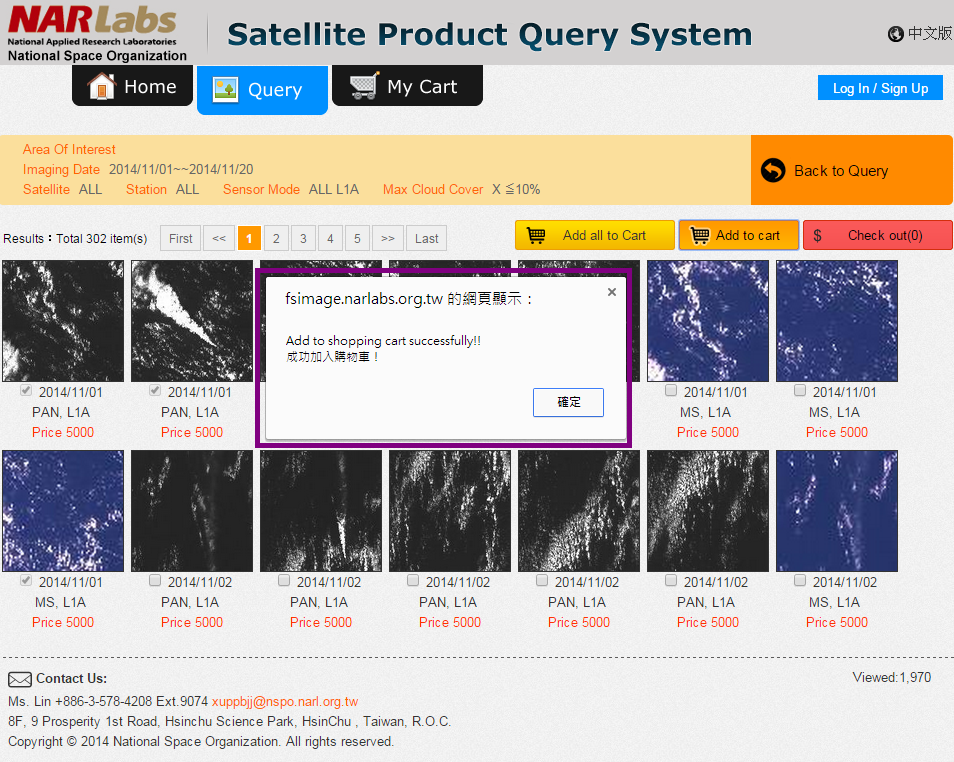 NARLabs
National Applied Research Laboratories
National Space Organization
Satellite Product Query System
中文版
Home
Query
My Cart
Log In / Sign Up
Area Of Interest
Imaging Date 2014/11/01~~2014/11/20
Satellite ALL Station ALL Sensor Mode ALL L1A Max Cloud Cover X ≦10%
Back to Query
Results：Total 302 item(s) First << 1 2 3 4 5 >> Last
Add all to Cart
Add to cart
$ Check out(0)
fsimage.narlabs.org.tw 的網頁顯示：
×
Add to shopping cart successfully!!
成功加入購物車！
確定
2014/11/01 2014/11/01 2014/11/01 2014/11/01
PAN, L1A PAN, L1A MS, L1A MS, L1A
Price 5000 Price 5000 Price 5000 Price 5000
2014/11/01 2014/11/02 2014/11/02 2014/11/02 2014/11/02 2014/11/02 2014/11/02
MS, L1A PAN, L1A PAN, L1A PAN, L1A PAN, L1A PAN, L1A MS, L1A
Price 5000 Price 5000 Price 5000 Price 5000 Price 5000 Price 5000 Price 5000
Contact Us:
Viewed:1,970
Ms. Lin +886-3-578-4208 Ext.9074 xuppbjj@nspo.narl.org.tw
8F, 9 Prosperity 1st Road, Hsinchu Science Park, HsinChu , Taiwan, R.O.C.
Copyright © 2014 National Space Organization. All rights reserved.